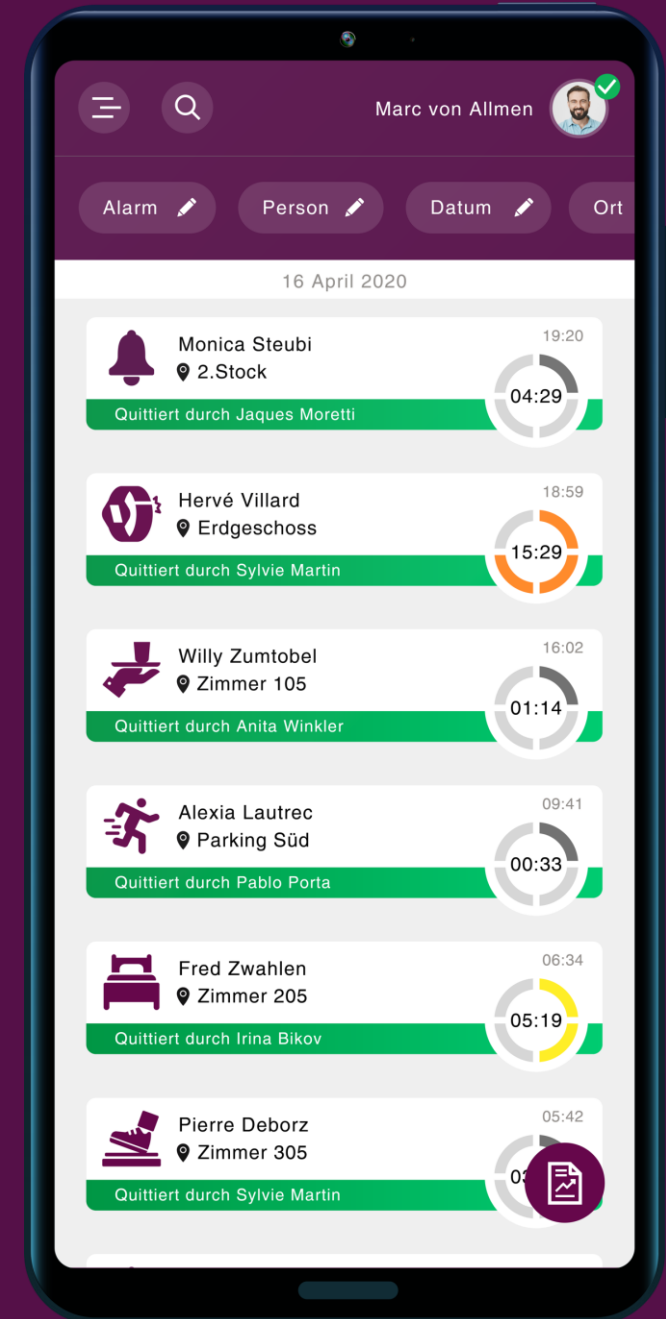 Marc von Allmen
Alarm
Person
Datum
Ort
16 April 2020
19:20
Monica Steubi
2.Stock
04:29
Quittiert durch Jaques Moretti
18:59
Hervé Villard
Erdgeschoss
15:29
Quittiert durch Sylvie Martin
16:02
Willy Zumtobel
Zimmer 105
01:14
Quittiert durch Anita Winkler
09:41
Alexia Lautrec
Parking Süd
00:33
Quittiert durch Pablo Porta
06:34
Fred Zwahlen
Zimmer 205
05:19
Quittiert durch Irina Bikov
05:42
Pierre Deborz
Zimmer 305
Quittiert durch Sylvie Martin